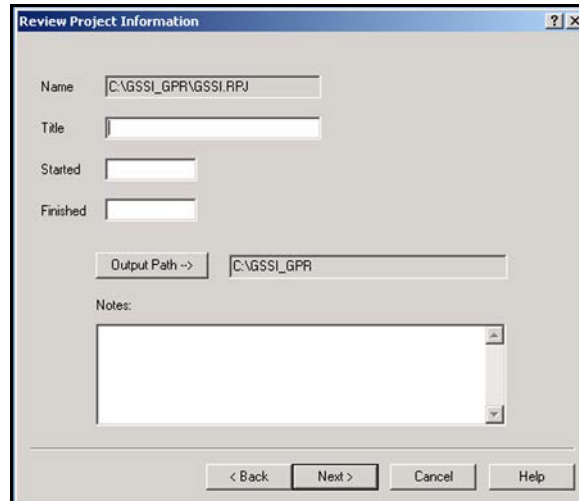 Review Project Information
Name C:\GSSI_GPR\GSSI.RPJ
Title
Started
Finished
Output Path --> C:\GSSI_GPR
Notes:
< Back Next > Cancel Help